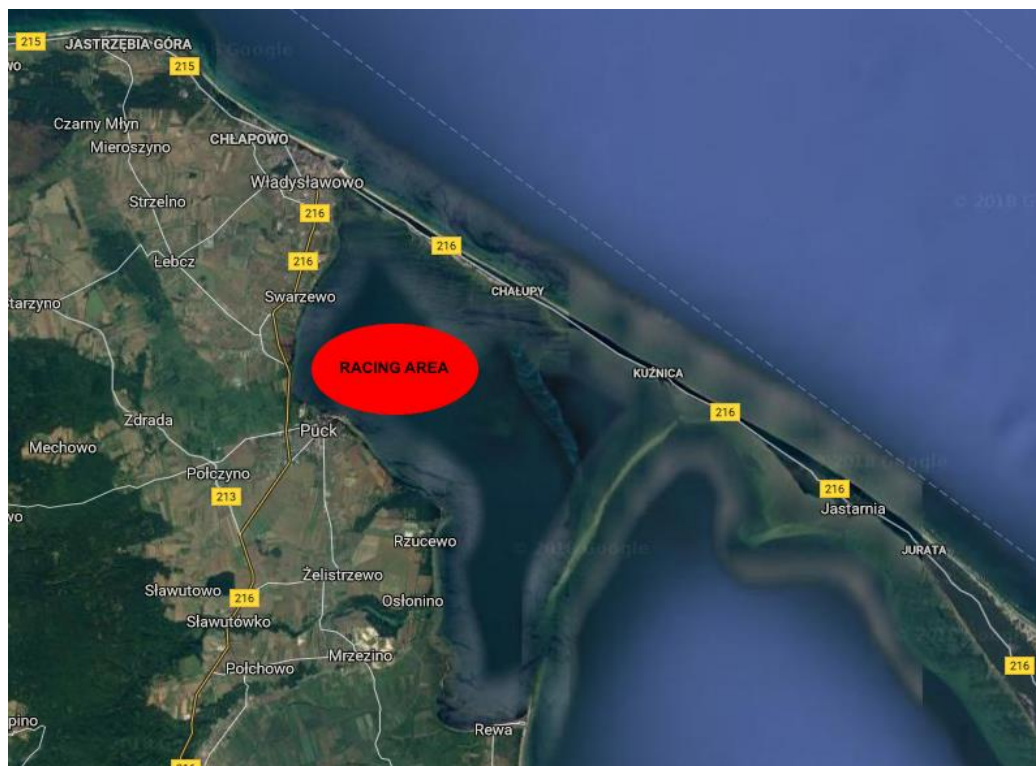 215
JASTRZĘBIA GÓRA
215
Czarny Młyn
Mieroszyno
CHŁAPOWO
Władysławowo
Strzelno
216
216
216
Łebcz
CHAŁUPY
Swarzewo
Starzyno
RACING AREA
KUŹNICA
216
Zdrada
Puck
Mechowo
Połczyno
213
216
Jastarnia
Rzucewo
JURATA
Żelistrzewo
Sławutowo
216
Osłonino
Sławutówko
Mrzezino
Połchowo
216
Rewa
216